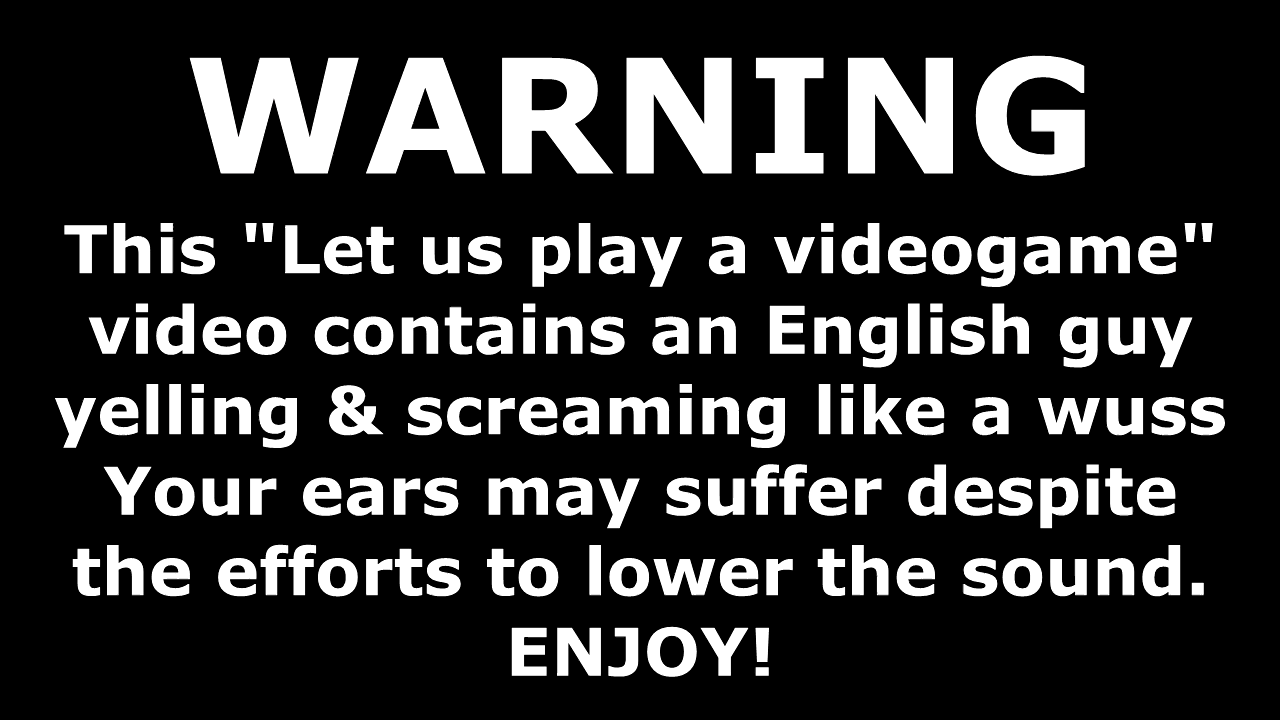 WARNING
This "Let us play a videogame"
video contains an English guy
yelling & screaming like a wuss
Your ears may suffer despite
the efforts to lower the sound.
ENJOY!